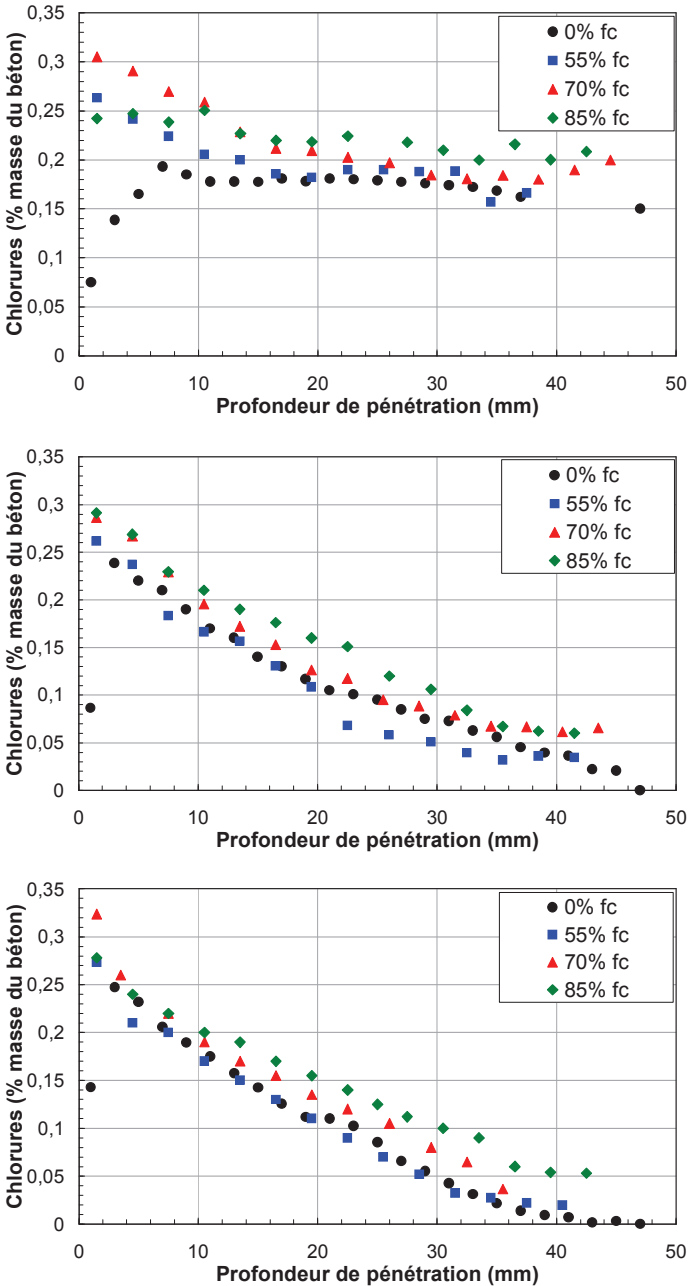 Chlorures (% masse du béton)
0,35
0,3
0,25
0,2
0,15
0,1
0,05
0
0% fc
55% fc
70% fc
85% fc
0 10 20 30 40 50
Profondeur de pénétration (mm)
Chlorures (% masse du béton)
0,35
0,3
0,25
0,2
0,15
0,1
0,05
0
0% fc
55% fc
70% fc
85% fc
0 10 20 30 40 50
Profondeur de pénétration (mm)
Chlorures (% masse du béton)
0,35
0,3
0,25
0,2
0,15
0,1
0,05
0
0% fc
55% fc
70% fc
85% fc
0 10 20 30 40 50
Profondeur de pénétration (mm)